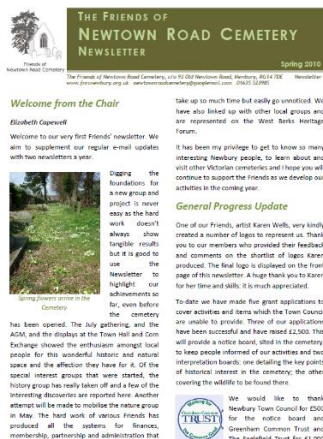 THE FRIENDS OF
NEWTOWN ROAD CEMETERY
NEWSLETTER
Spring 2010
Friends of
Newtown Road Cemetery
The Friends of Newtown Road Cemetery, c/o 93 Old Newtown Road, Newbury, RG14 7DE Newsletter
Welcome from the Chair
Elizabeth Capewell
Welcome to our very first Friends' newsletter. We
aim to supplement our regular e-mail updates
with two newsletters a year.
Digging the
foundations for
a new group and
project is never
easy as the hard
work doesn't
always show
tangible results
but it is good to
use the
Newsletter to
highlight our
achievements so
far, even before
the cemetery
Spring flowers arrive in the
Cemetery
has been opened. The July gathering, and the
AGM, and the displays at the Town Hall and Corn
Exchange showed the enthusiasm amongst local
people for this wonderful historic and natural
space and the affection they have for it. Of the
special interest groups that were started, the
history group has really taken off and a few of the
interesting discoveries are reported here. Another
attempt will be made to mobilise the nature group
in May. The hard work of various Friends has
produced all the systems for finances,
membership, partnership and administration that
take up so much time but easily go unnoticed. We
have also linked up with other local groups and
are represented on the West Berks Heritage
Forum.
It has been my privilege to get to know so many
interesting Newbury people, to learn about and
visit other Victorian cemeteries and I hope you will
continue to support the Friends as we develop our
activities in the coming year.
General Progress Update
One of our Friends, artist Karen Wells, very kindly
created a number of logos to represent us. Thank
you to our members who provided their feedback
and comments on the shortlist of logos Karen
produced. The final logo is displayed on the front
page of this newsletter. A huge thank you to Karen
for her time and skills: it is much appreciated.
To-date we have made five grant applications to
cover activities and items which the Town Council
are unable to provide. Three of our applications
have been successful and have raised £2,500. This
will provide a notice board, sited in the cemetery,
to keep people informed of our activities and two
interpretation boards; one detailing the key points
of historical interest in the cemetery; the other
covering the wildlife to be found there.
We would like to thank
Newbury Town Council for £500
for the notice board and
Greenham Common Trust and